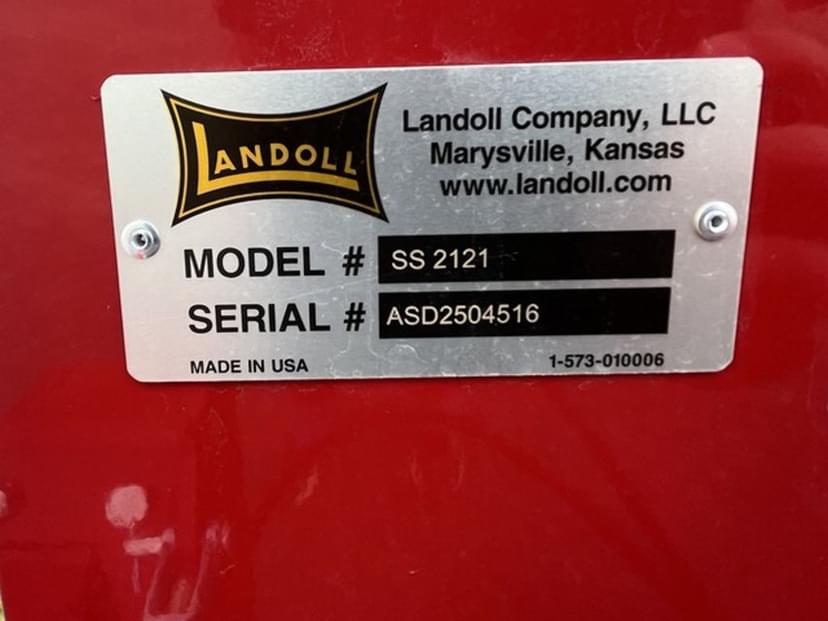 LANDOLL
Landoll Company, LLC
Marysville, Kansas
www.landoll.com
MODEL # SS 2121
SERIAL # ASD2504516
MADE IN USA 1-573-010006